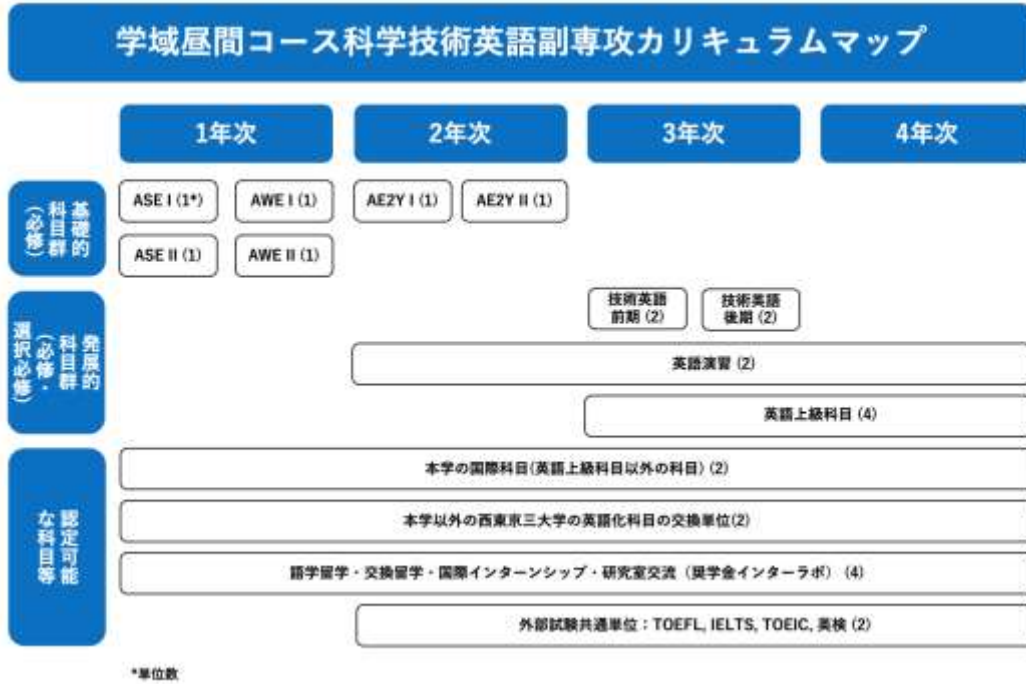 学域昼間コース科学技術英語副専攻カリキュラムマップ
1年次
2年次
3年次
4年次
基礎的
科目群
(必修)
ASE I (1*)
AWE I (1)
AE2Y I (1)
AE2Y II (1)
ASE II (1)
AWE II (1)
発展的
科目群
(必修・
選択必修)
技術英語
前期 (2)
技術英語
後期 (2)
英語演習 (2)
英語上級科目 (4)
認定可能
な科目等
本学の国際科目(英語上級科目以外の科目) (2)
本学以外の西東京三大学の英語化科目の交換単位(2)
語学留学・交換留学・国際インターンシップ・研究室交流（奨学金インターラボ） (4)
外部試験共通単位：TOEFL, IELTS, TOEIC, 英検 (2)
*単位数